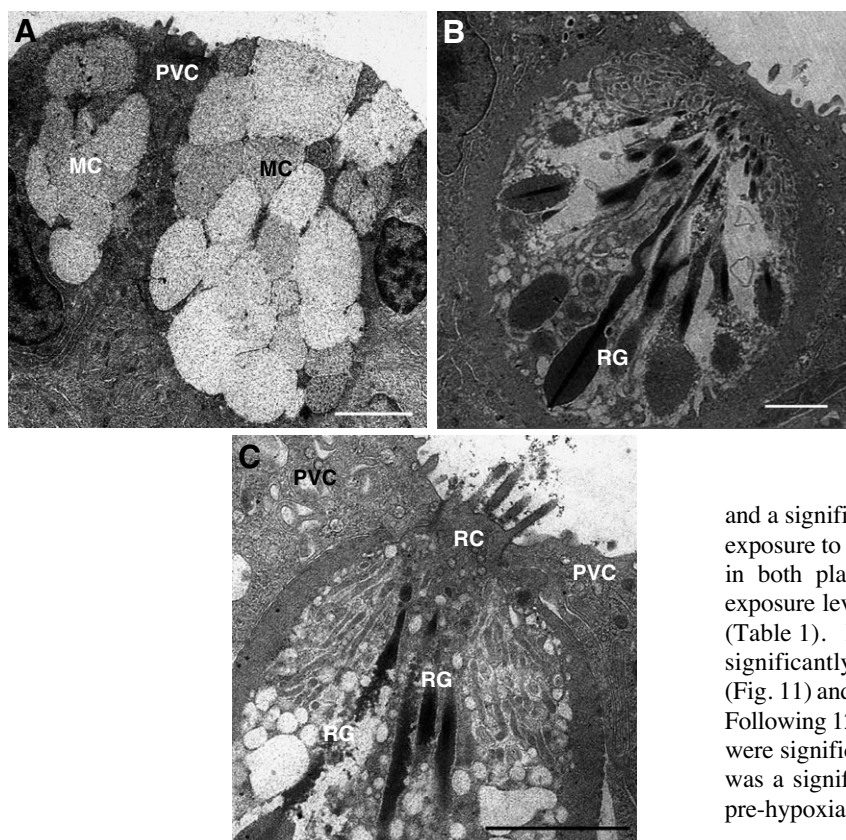 A
PVC
MC
MC
B
RG
C
PVC
RC
PVC
RG
RG
and a signifi
exposure to
in both pla
exposure lev
(Table 1).
significantly
(Fig. 11) and
Following 12
were signific
was a signif
pre-hypoxia